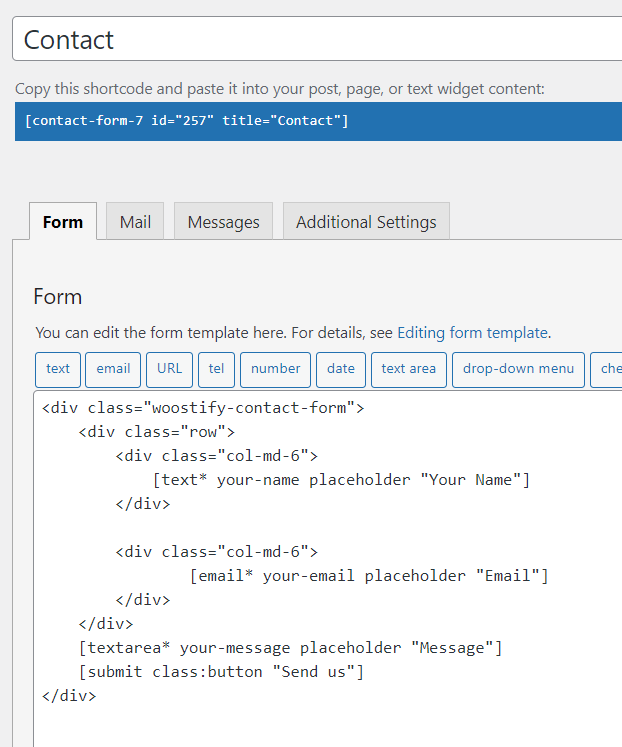 Contact
Copy this shortcode and paste it into your post, page, or text widget content:
[contact-form-7 id="257" title="Contact"]
Form Mail Messages Additional Settings
Form
You can edit the form template here. For details, see Editing form template.
text email URL tel number date text area drop-down menu
<div class="woostify-contact-form">
    <div class="row">
        <div class="col-md-6">
            [text* your-name placeholder "Your Name"]
        </div>

        <div class="col-md-6">
                [email* your-email placeholder "Email"]
        </div>
    </div>
    [textarea* your-message placeholder "Message"]
    [submit class:button "Send us"]
</div>